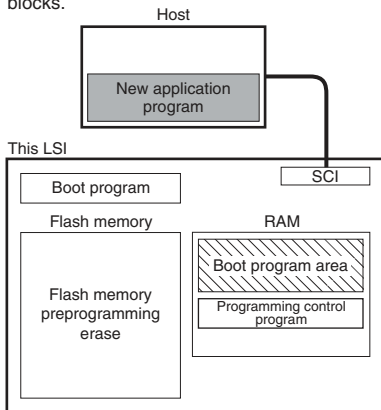 blocks.
Host
New application
program
This LSI
SCI
Boot program
Flash memory
RAM
Flash memory
preprogramming
erase
Boot program area
Programming control
program